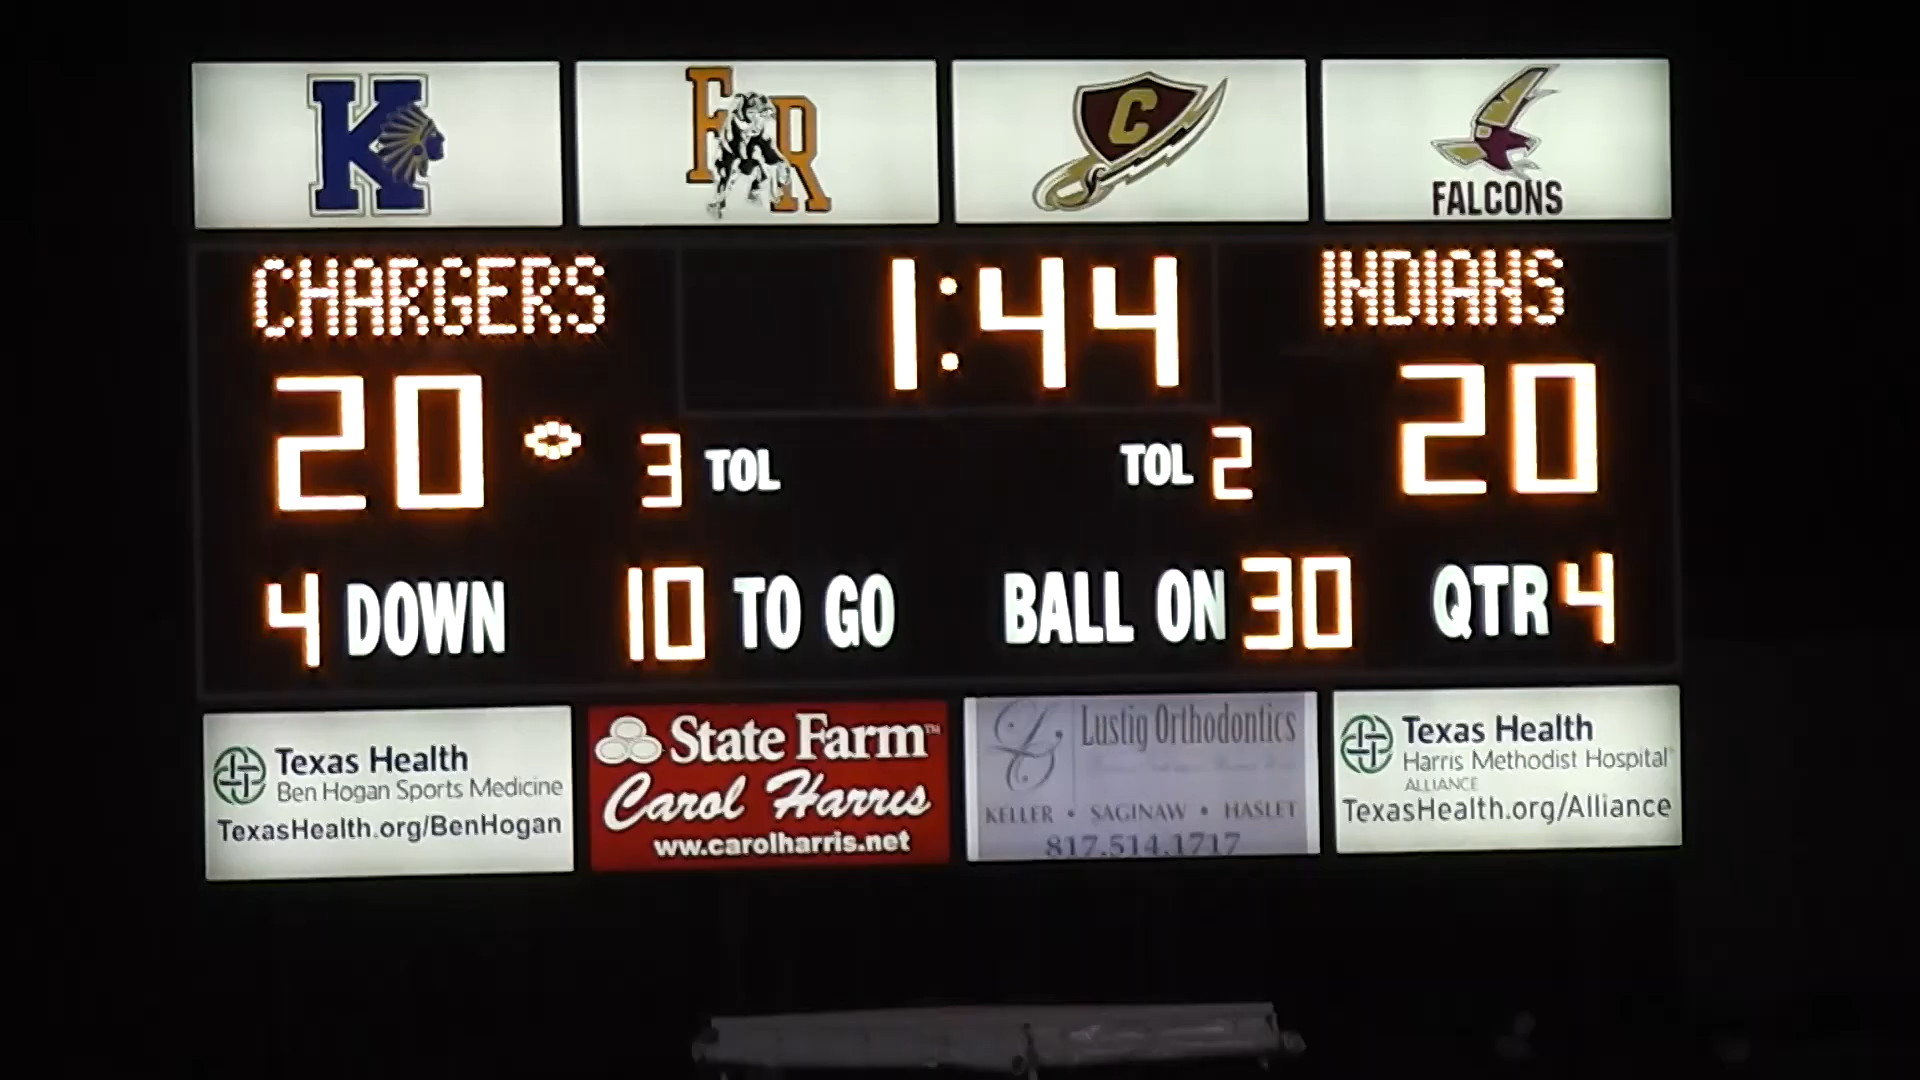 K
FR
C
FALCONS
CHARGERS
1:44
INDIANS
20
3 TOL
TOL 2
20
4 DOWN
10 TO GO
BALL ON 30
QTR 4
Texas Health
Ben Hogan Sports Medicine
TexasHealth.org/BenHogan
State Farm™
Carol Harris
ww.carolharris.net
Lustig Orthodontics
KELLER • SAGINAW • HASLET
817.514.1717
Texas Health
Harris Methodist Hospital®
ALLIANCE
TexasHealth.org/Alliance